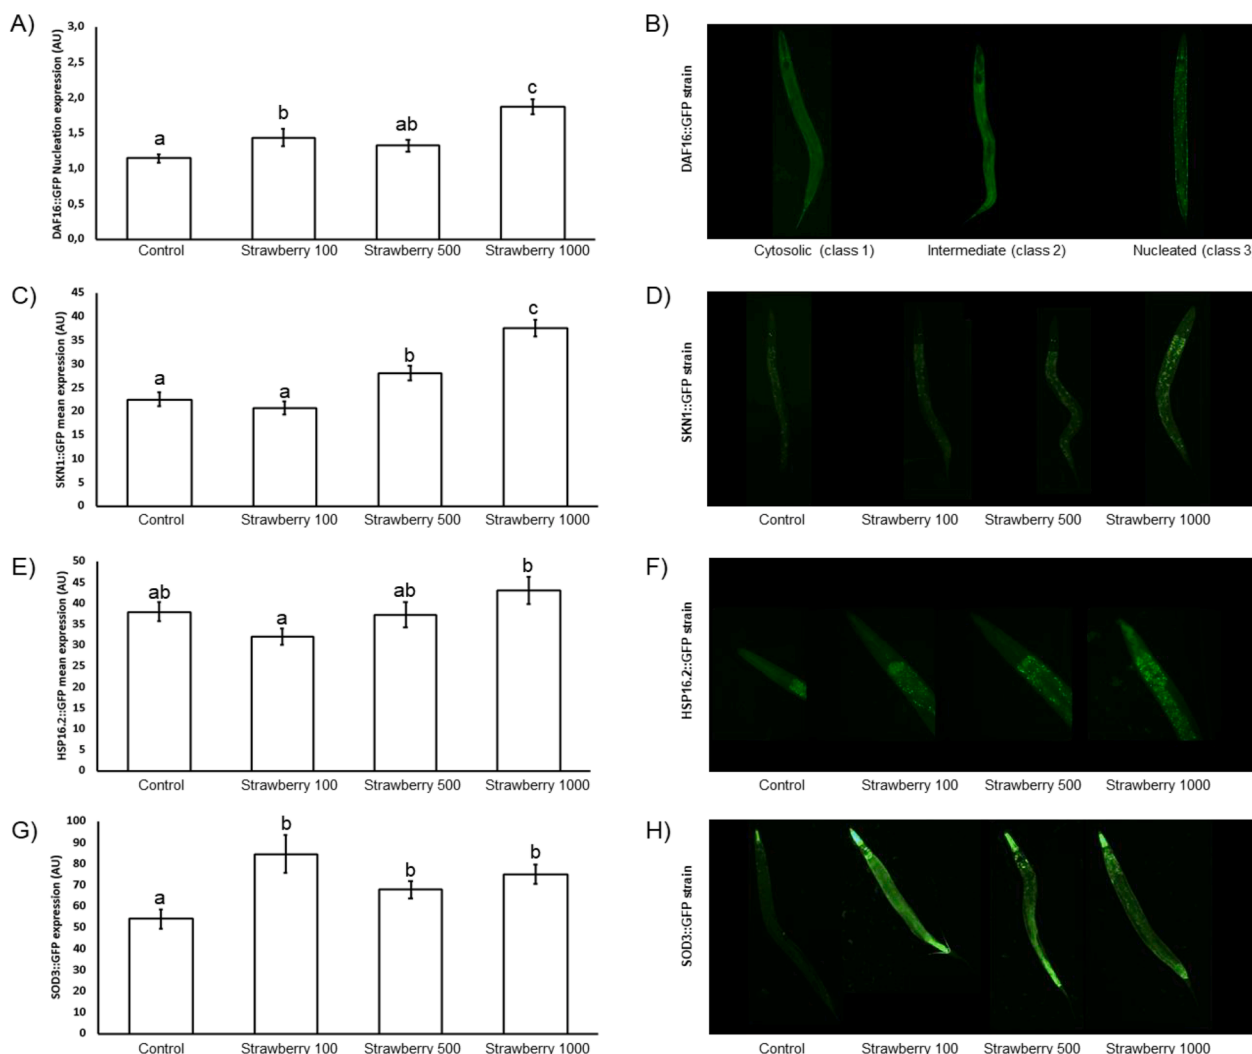 A)
DAF16::GFP Nucleation expression (AU)
3,0
2,5
2,0
1,5
1,0
0,5
0,0
a
b
ab
c
Control
Strawberry 100
Strawberry 500
Strawberry 1000
B)
DAF16::GFP strain
Cytosolic (class 1)
Intermediate (class 2)
Nucleated (class 3
C)
SKN1::GFP mean expression (AU)
45
40
35
30
25
20
15
10
5
0
a
a
b
c
Control
Strawberry 100
Strawberry 500
Strawberry 1000
D)
SKN1::GFP strain
Control
Strawberry 100
Strawberry 500
Strawberry 1000
E)
HSP16.2::GFP mean expression (AU)
50
45
40
35
30
25
20
15
10
5
0
ab
a
ab
b
Control
Strawberry 100
Strawberry 500
Strawberry 1000
F)
HSP16.2::GFP strain
Control
Strawberry 100
Strawberry 500
Strawberry 1000
G)
SOD3::GFP expression (AU)
100
90
80
70
60
50
40
30
20
10
0
a
b
b
b
Control
Strawberry 100
Strawberry 500
Strawberry 1000
H)
SOD3::GFP strain
Control
Strawberry 100
Strawberry 500
Strawberry 1000